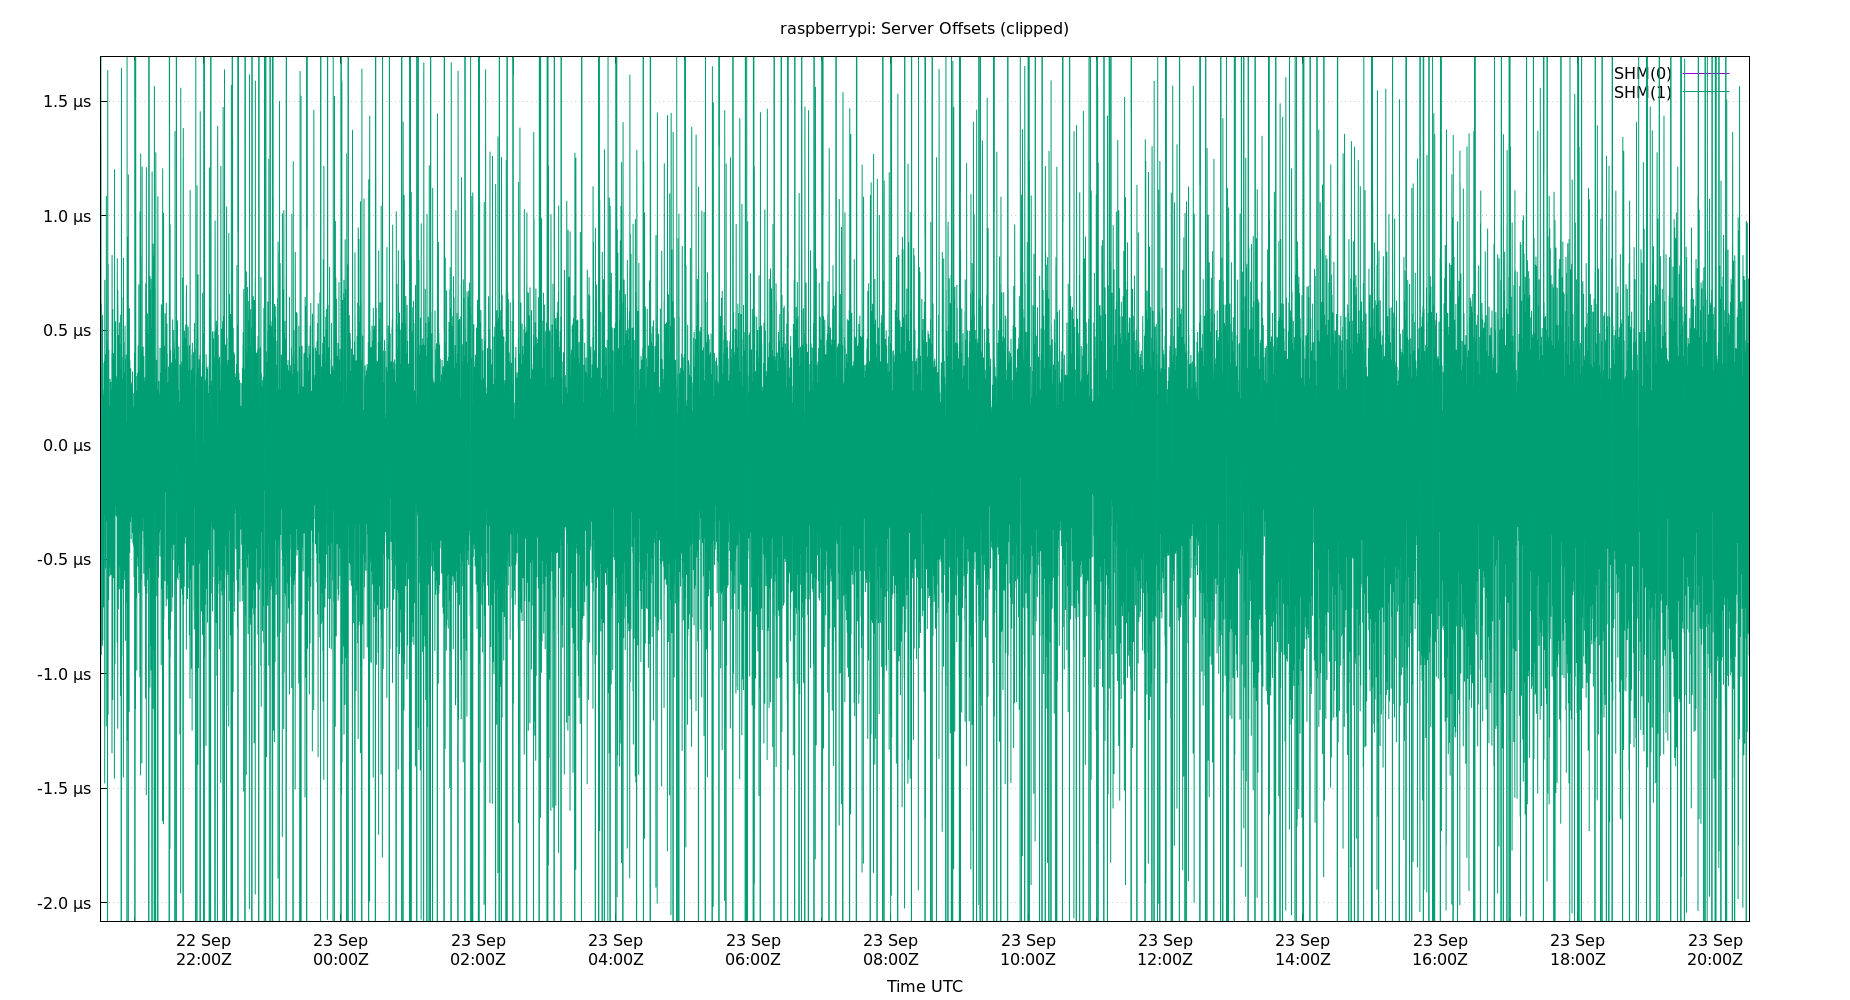 raspberrypi: Server Offsets (clipped)
SHM(0)
SHM(1)
1.5 µs
1.0 µs
0.5 µs
0.0 µs
-0.5 µs
-1.0 µs
-1.5 µs
-2.0 µs
22 Sep 23 Sep 23 Sep 23 Sep 23 Sep 23 Sep 23 Sep 23 Sep 23 Sep 23 Sep 23 Sep 23 Sep
22:00Z 00:00Z 02:00Z 04:00Z 06:00Z 08:00Z 10:00Z 12:00Z 14:00Z 16:00Z 18:00Z 20:00Z
Time UTC